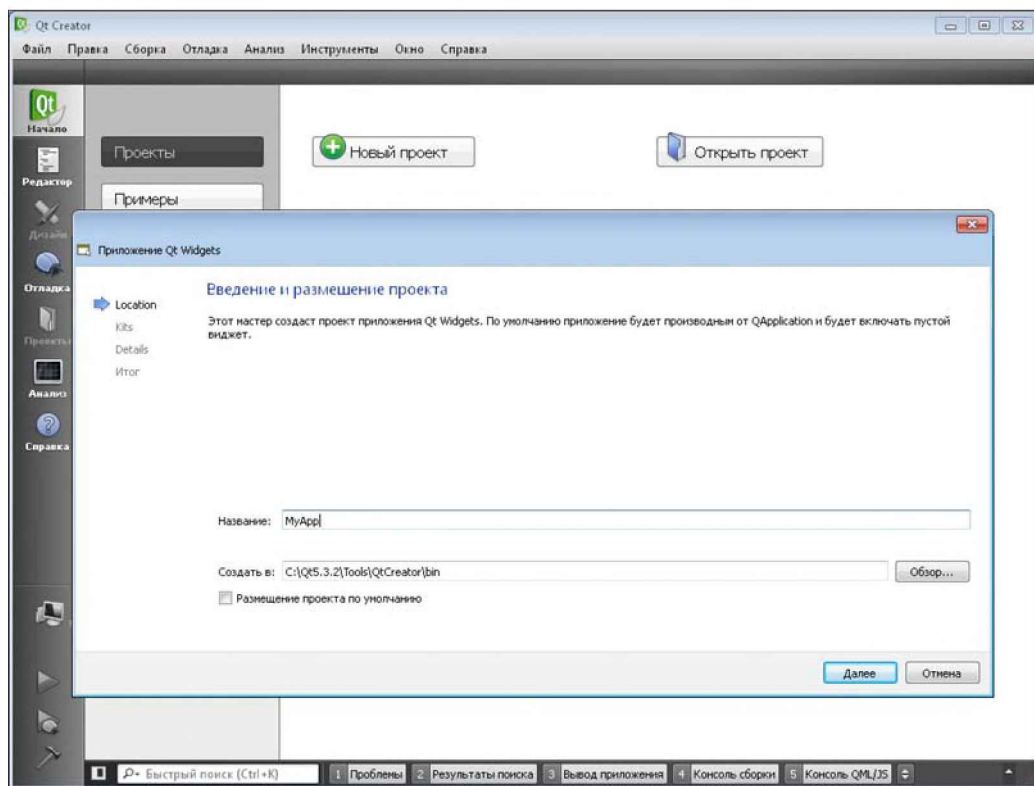 Qt Creator
Файл Правка Сборка Отладка Анализ Инструменты Окно Справка
Qt
Начало
Редактор
Дизайн
Отладка
Проекты
Анализ
Справка
Проекты
Новый проект
Открыть проект
Примеры
Приложение Qt Widgets
Location
Kits
Details
Итог
Введение и размещение проекта
Этот мастер создаст проект приложения Qt Widgets. По умолчанию приложение будет производным от QApplication и будет включать пустой
виджет.
Название: MyApp
Создать в: C:\Qt5.3.2\Tools\QtCreator\bin Обзор...
Размещение проекта по умолчанию
Далее Отмена
Быстрый поиск (Ctrl+K) 1 Проблемы 2 Результаты поиска 3 Вывод приложения 4 Консоль сборки 5 Консоль QML/JS